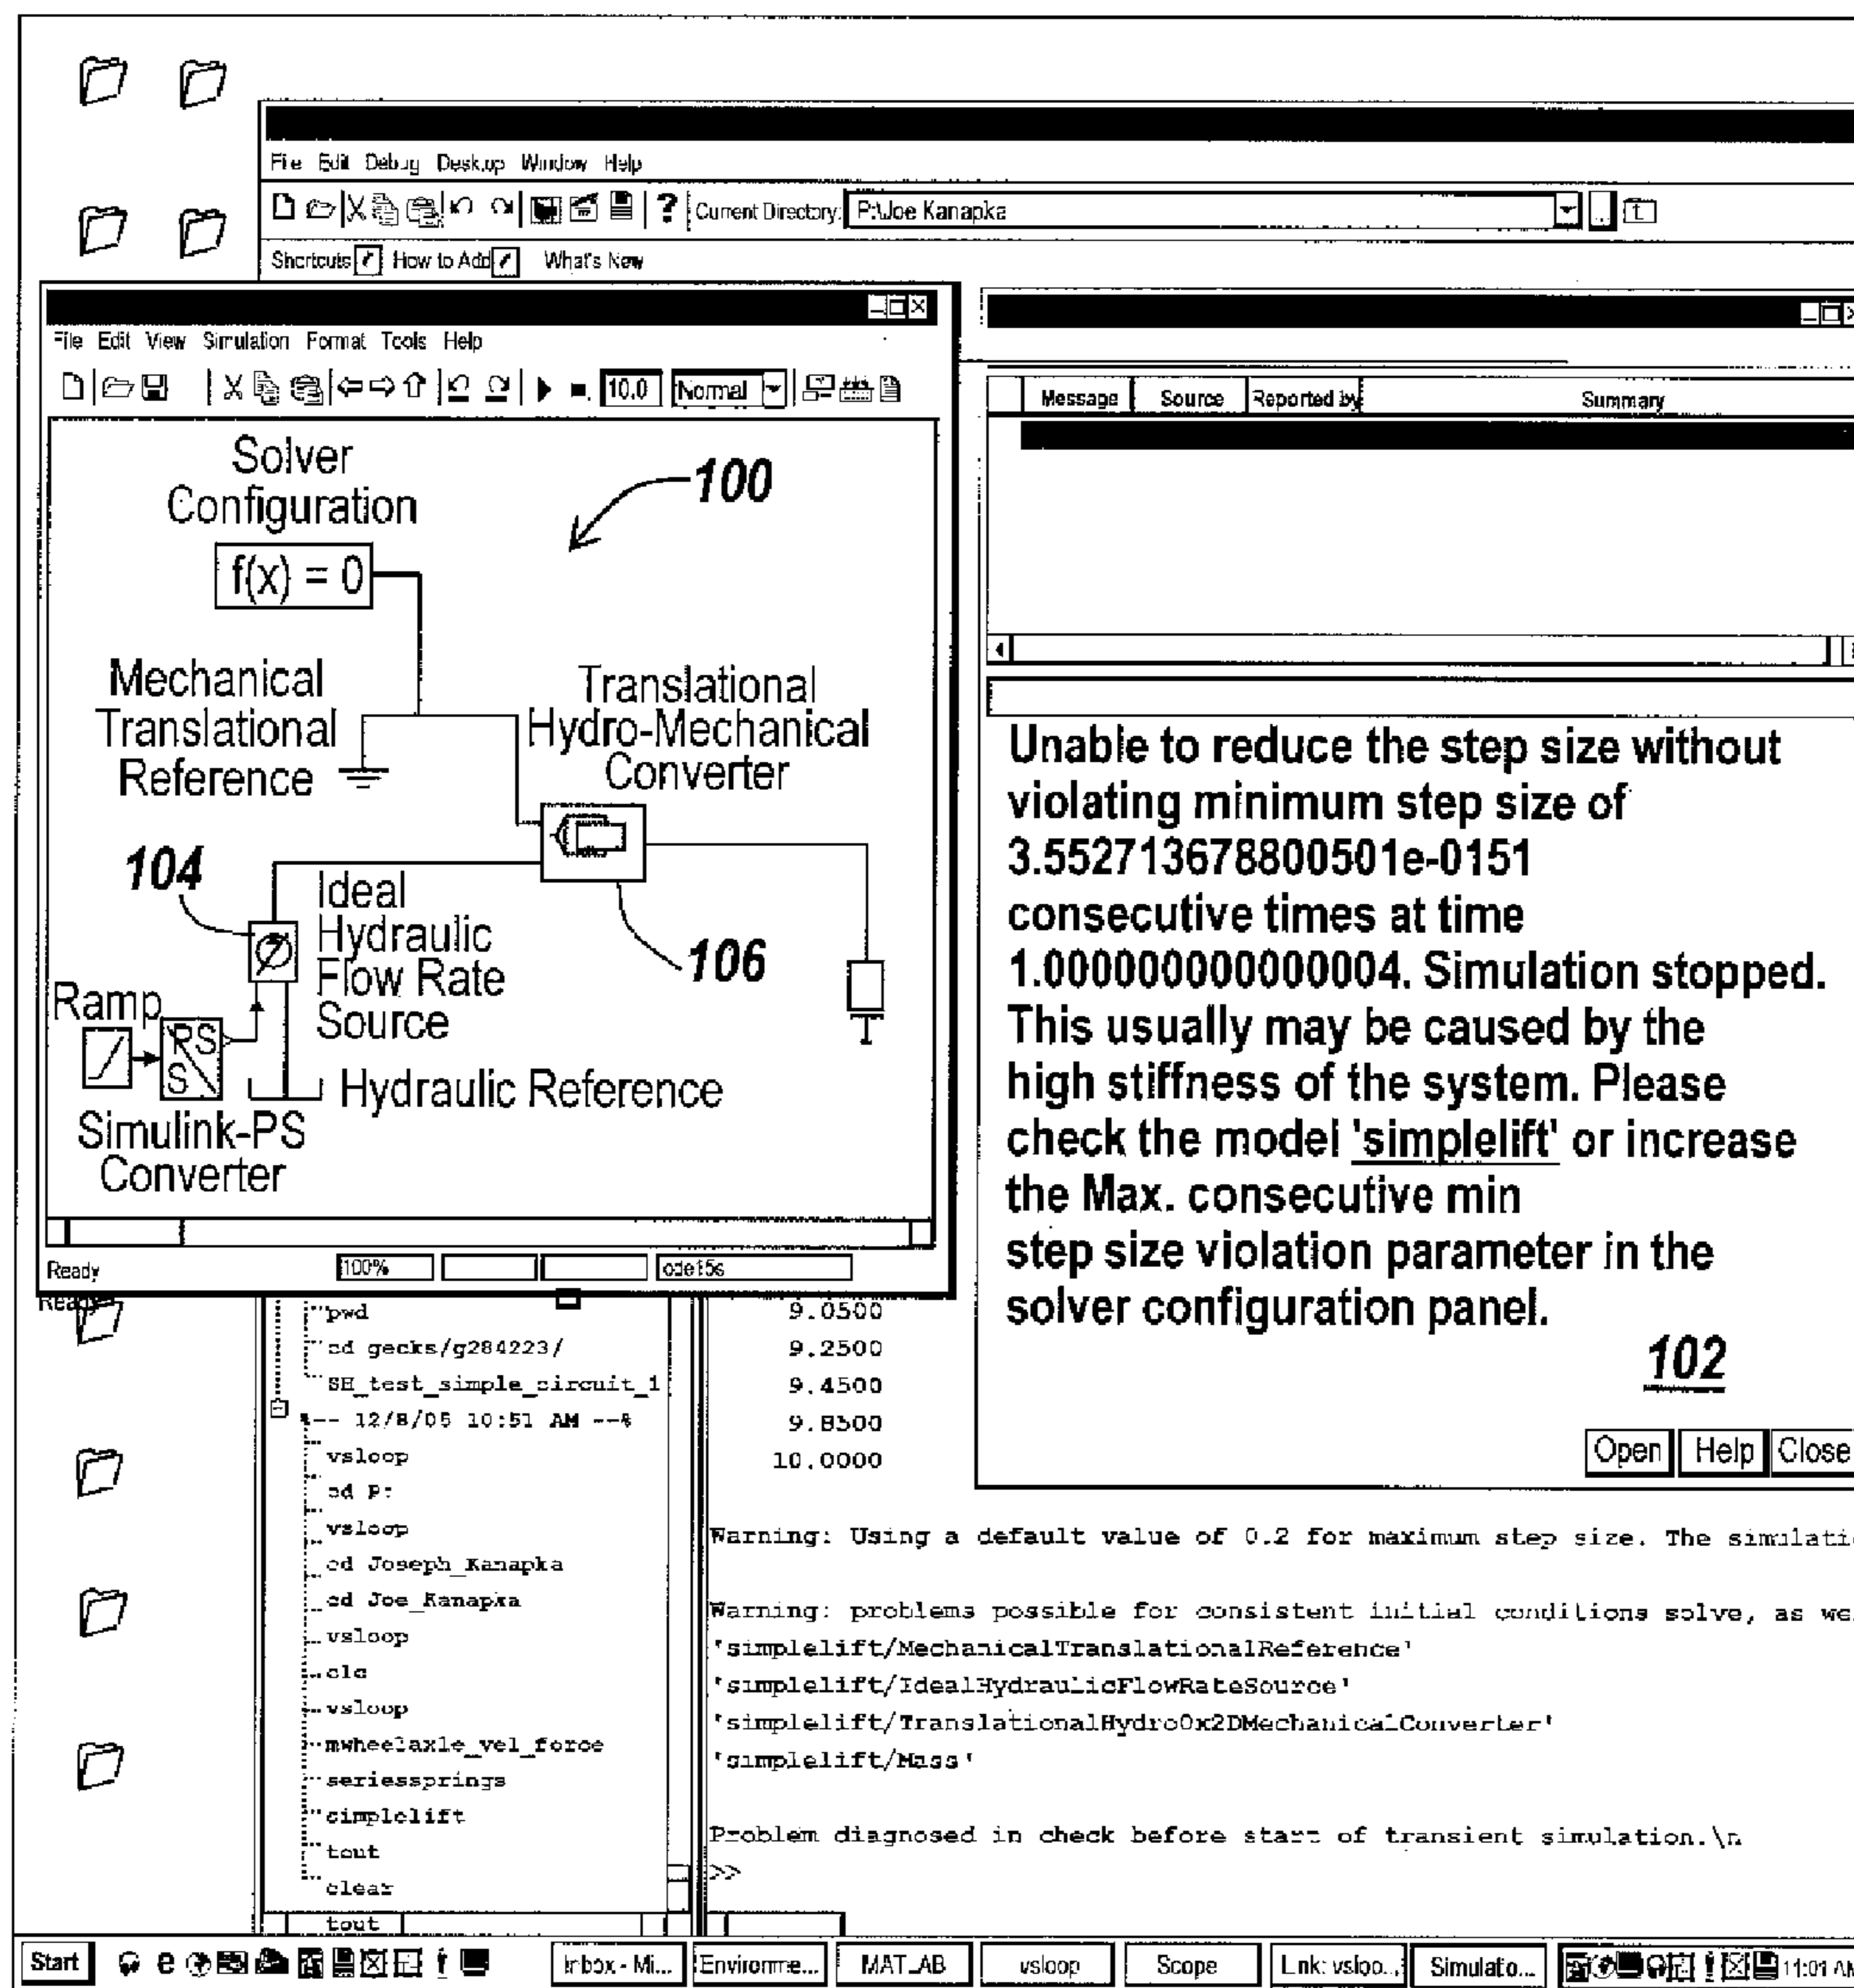 File Edit Debug Desktop Window Help
Current Directory: P:\Joe Kanapka
Shortcuts How to Add What's New
File Edit View Simulation Format Tools Help
10.0 Normal
Solver
Configuration
100
f(x) = 0
Mechanical
Translational
Reference
Translational
Hydro-Mechanical
Converter
104
Ideal
Hydraulic
Flow Rate
Source
106
Ramp
PS
S
Hydraulic Reference
Simulink-PS
Converter
Ready 100% ode15s
Ready
Message Source Reported by Summary
Unable to reduce the step size without
violating minimum step size of
3.552713678800501e-0151
consecutive times at time
1.000000000000004. Simulation stopped.
This usually may be caused by the
high stiffness of the system. Please
check the model 'simplelift' or increase
the Max. consecutive min
step size violation parameter in the
solver configuration panel.
102
Open Help Close
pwd
cd gecks/g284223/
SH_test_simple_circuit_1
%-- 12/8/05 10:51 AM --%
vsloop
cd P:
vsloop
cd Joseph_Kanapka
cd Joe_Kanapka
vsloop
clc
vsloop
mwheelaxle_vel_force
seriessprings
simplelift
tout
clear
tout
9.0500
9.2500
9.4500
9.8500
10.0000
Warning: Using a default value of 0.2 for maximum step size. The simulati
Warning: problems possible for consistent initial conditions solve, as we
'simplelift/MechanicalTranslationalReference'
'simplelift/IdealHydraulicFlowRateSource'
'simplelift/TranslationalHydro0x2DMechanicalConverter'
'simplelift/Mass'
Problem diagnosed in check before start of transient simulation.\n
>>
Start Inbox - Mi... Environme... MATLAB vsloop Scope Link: vsloo... Simulatio... 11:01 AM